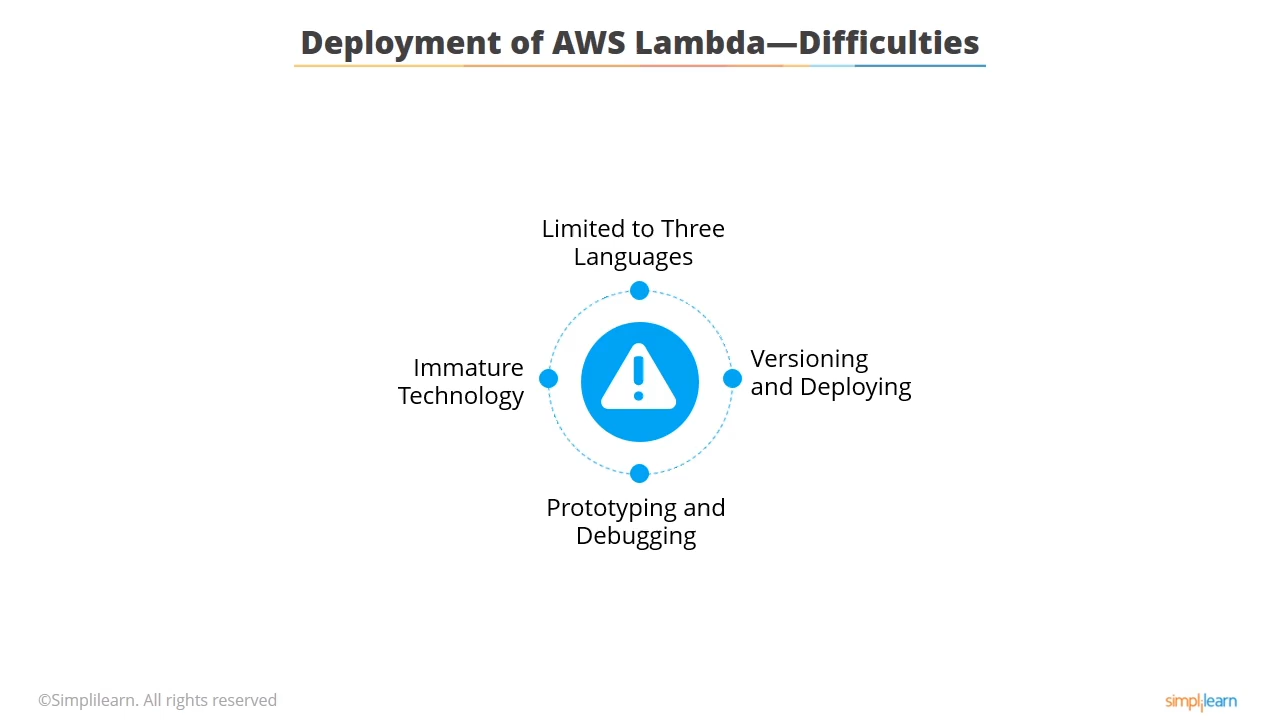 Deployment of AWS Lambda—Difficulties
Limited to Three
Languages
Immature
Technology
Versioning
and Deploying
Prototyping and
Debugging
©Simplilearn. All rights reserved
simplilearn